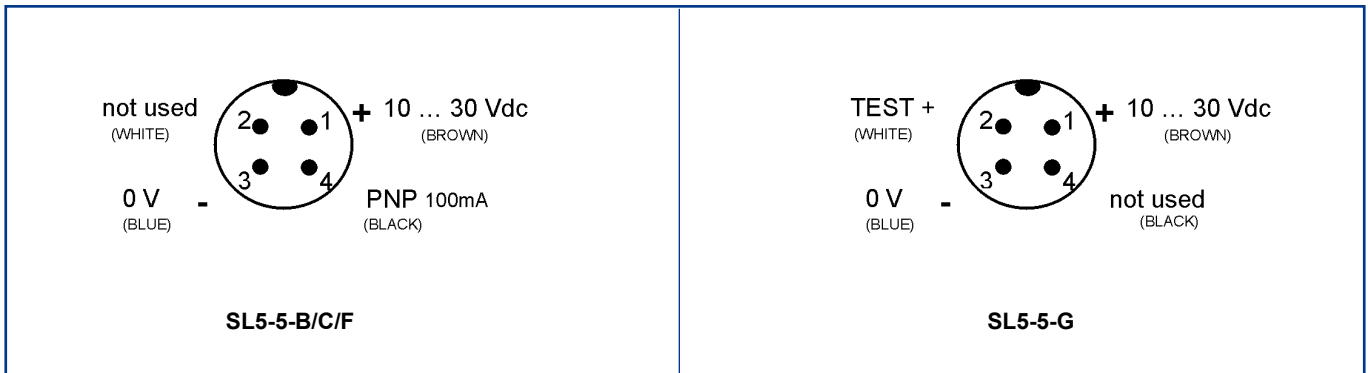 not used
(WHITE)
2
1
+ 10 ... 30 Vdc
(BROWN)
3
4
0 V -
(BLUE)
PNP 100mA
(BLACK)
SL5-5-B/C/F
TEST +
(WHITE)
2
1
+ 10 ... 30 Vdc
(BROWN)
3
4
0 V -
(BLUE)
not used
(BLACK)
SL5-5-G